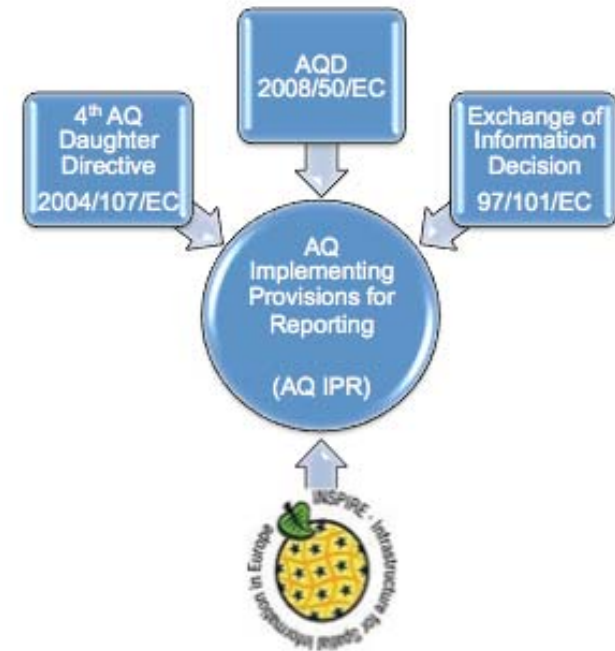 AQD
2008/50/EC
4th AQ
Daughter
Directive
2004/107/EC
Exchange of
Information
Decision
97/101/EC
AQ
Implementing
Provisions for
Reporting
(AQ IPR)
INSPIRE - Infrastructure for Spatial Information in Europe